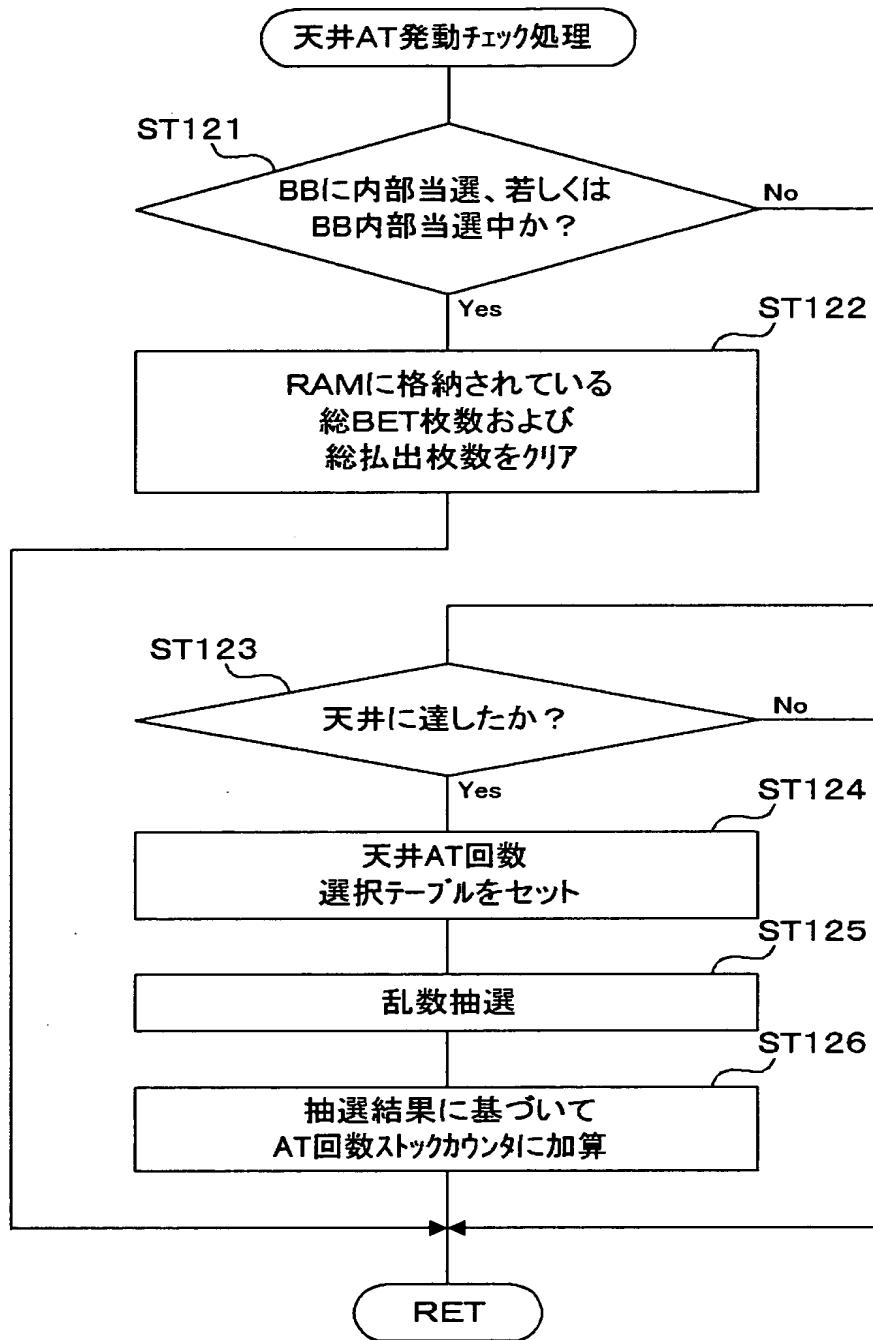 天井AT発動チェック処理
ST121
BBに内部当選、若しくは
BB内部当選中か?
No
Yes
ST122
RAMに格納されている
総BET枚数および
総払出枚数をクリア
ST123
天井に達したか?
No
Yes
ST124
天井AT回数
選択テーブルをセット
ST125
乱数抽選
ST126
抽選結果に基づいて
AT回数ストックカウンタに加算
RET